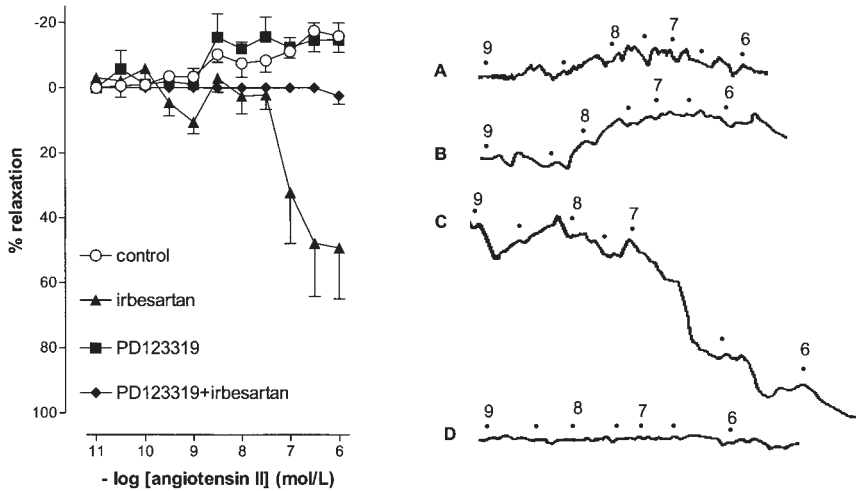 -20
0
20
40
60
80
100
% relaxation
control
irbesartan
PD123319
PD123319+irbesartan
11 10 9 8 7 6
- log [angiotensin II] (mol/L)
A
9 8 7 6
B
9 8 7 6
C
9 8 7 6
D
9 8 7 6